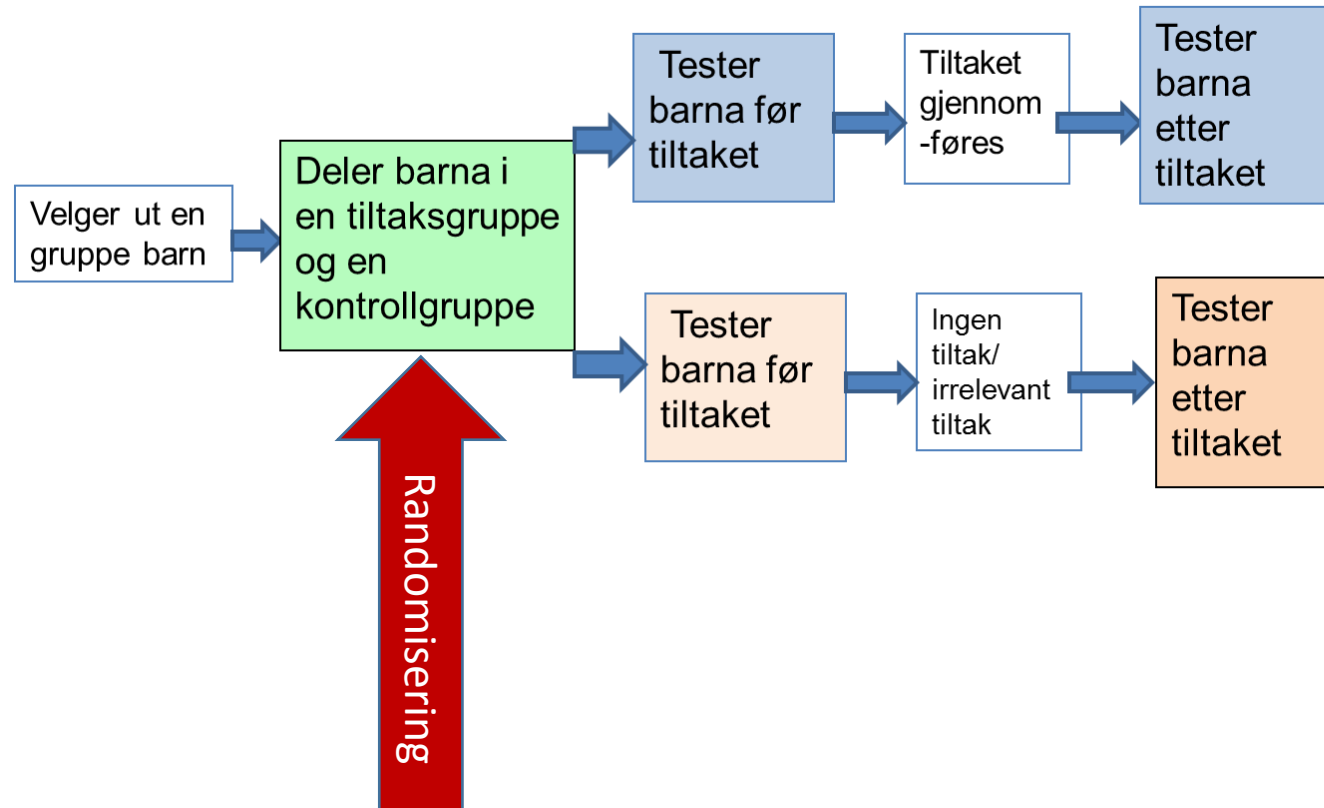 Velger ut en
gruppe barn
Deler barna i
en tiltaksgruppe
og en
kontrollgruppe
Randomisering
Tester
barna før
tiltaket
Tiltaket
gjennom
-føres
Tester
barna
etter
tiltaket
Tester
barna før
tiltaket
Ingen
tiltak/
irrelevant
tiltak
Tester
barna
etter
tiltaket